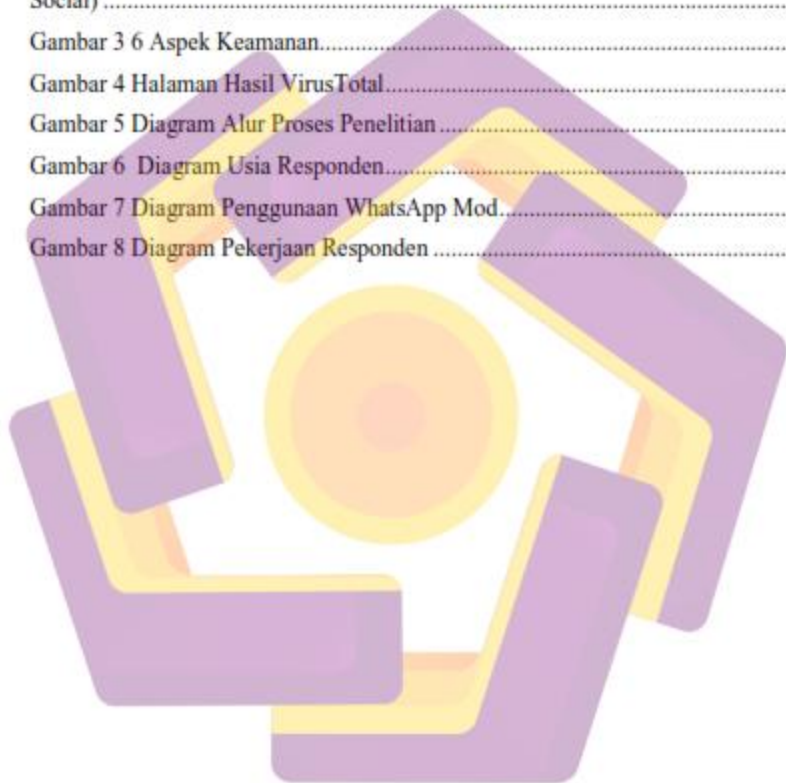 Social) ........................................................................................
Gambar 3 6 Aspek Keamanan........................................................................................
Gambar 4 Halaman Hasil VirusTotal........................................................................................
Gambar 5 Diagram Alur Proses Penelitian ........................................................................................
Gambar 6  Diagram Usia Responden........................................................................................
Gambar 7 Diagram Penggunaan WhatsApp Mod........................................................................................
Gambar 8 Diagram Pekerjaan Responden ........................................................................................